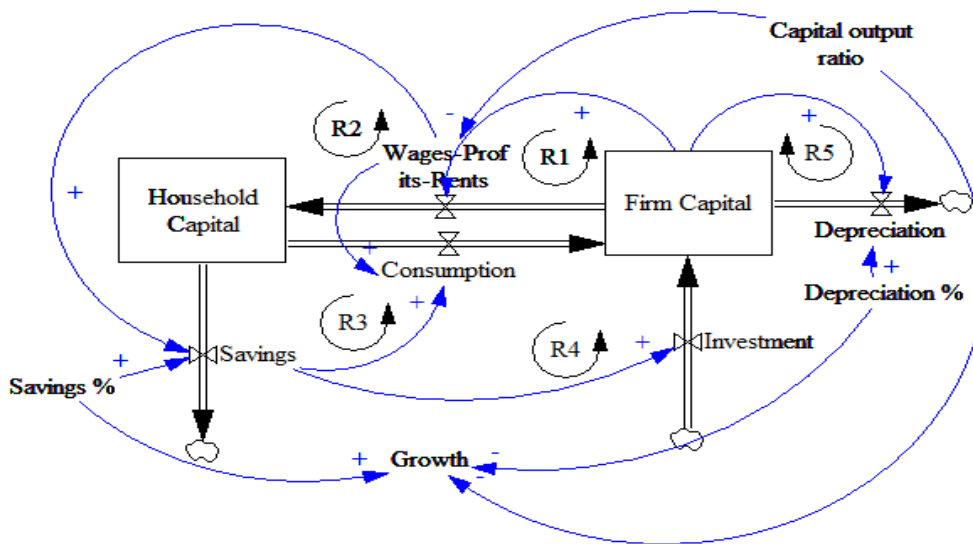 Capital output
ratio
+
-
+
+
R2
R1
R5
Wages-Prof
its-Rents
+
Household
Capital
Firm Capital
Depreciation
+
Consumption
+
Depreciation %
+
R3
R4
+
Savings
Investment
+
Savings %
+
Growth
-
-